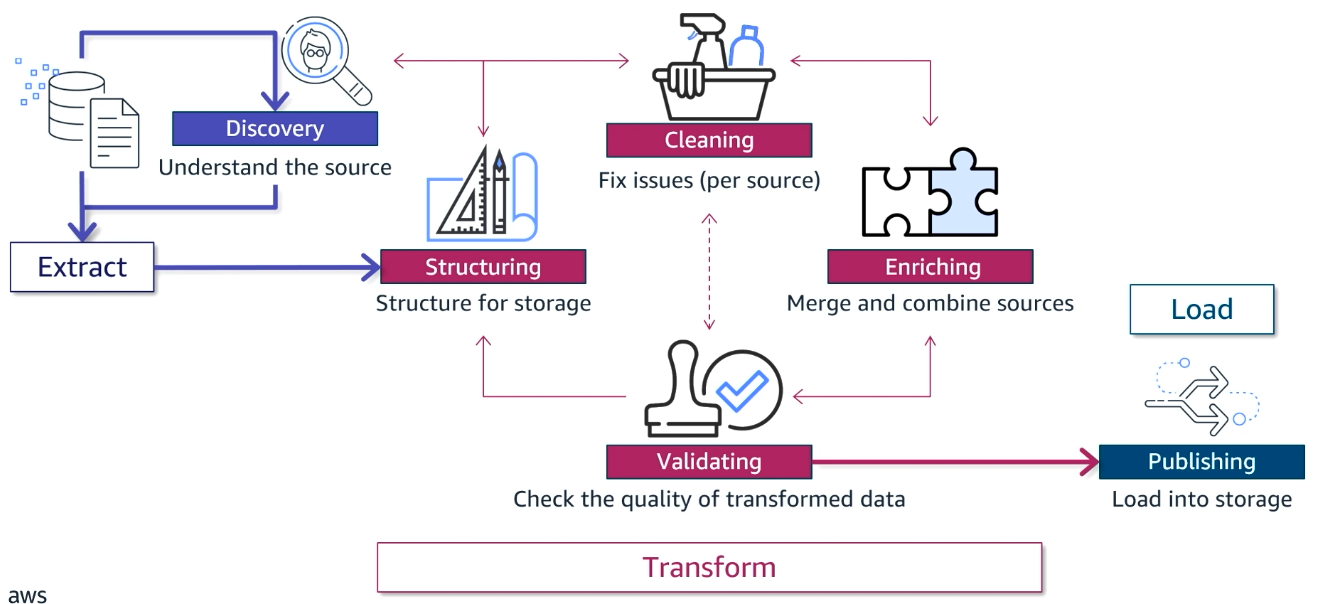 Discovery
Understand the source
Extract
Structuring
Structure for storage
Cleaning
Fix issues (per source)
Enriching
Merge and combine sources
Validating
Check the quality of transformed data
Load
Publishing
Load into storage
Transform
aws